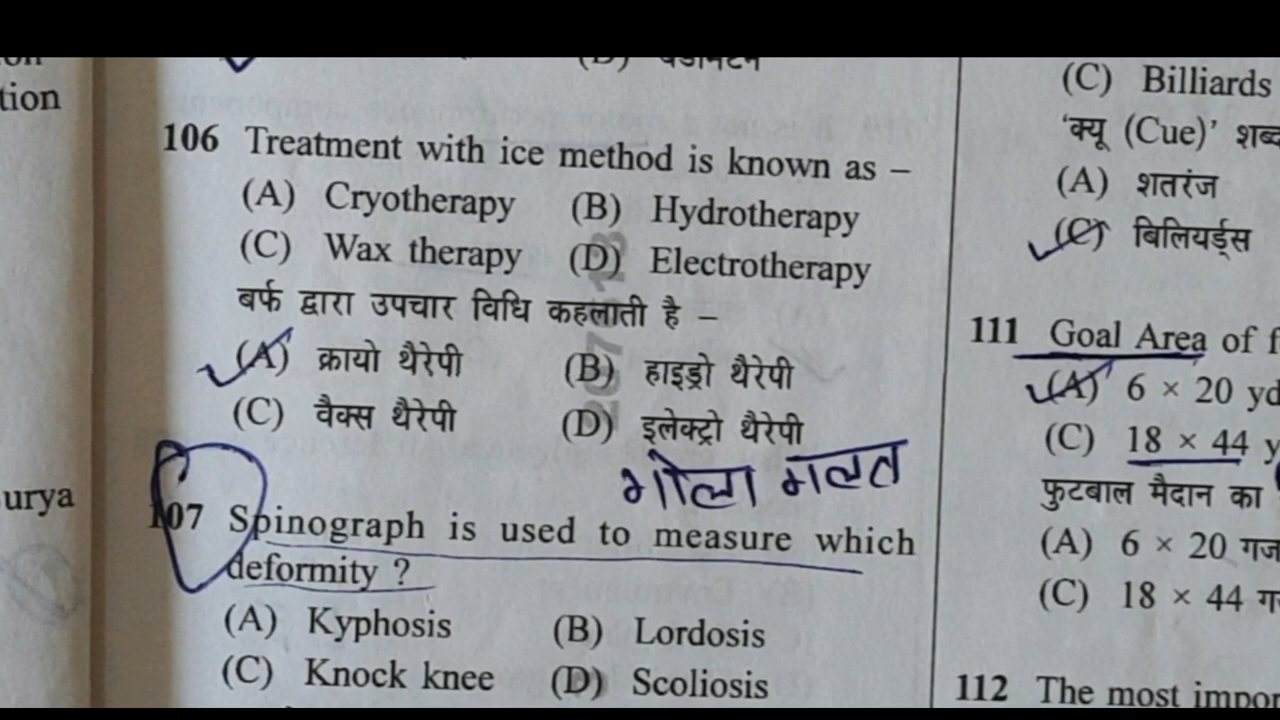 tion
urya
106 Treatment with ice method is known as –
(A) Cryotherapy (B) Hydrotherapy
(C) Wax therapy (D) Electrotherapy
बर्फ द्वारा उपचार विधि कहलाती है –
(A) क्रायो थैरेपी (B) हाइड्रो थैरेपी
(C) वैक्स थैरेपी (D) इलेक्ट्रो थैरेपी
गोला गलत
107 Spinograph is used to measure which
deformity ?
(A) Kyphosis (B) Lordosis
(C) Knock knee (D) Scoliosis
(C) Billiards
'क्यू (Cue)'
(A) शतरंज
(C) बिलियर्ड्स
111 Goal Area of
(A) 6 × 20
(C) 18 × 44
फुटबाल मैदान का
(A) 6 × 20
(C) 18 × 44
112 The most